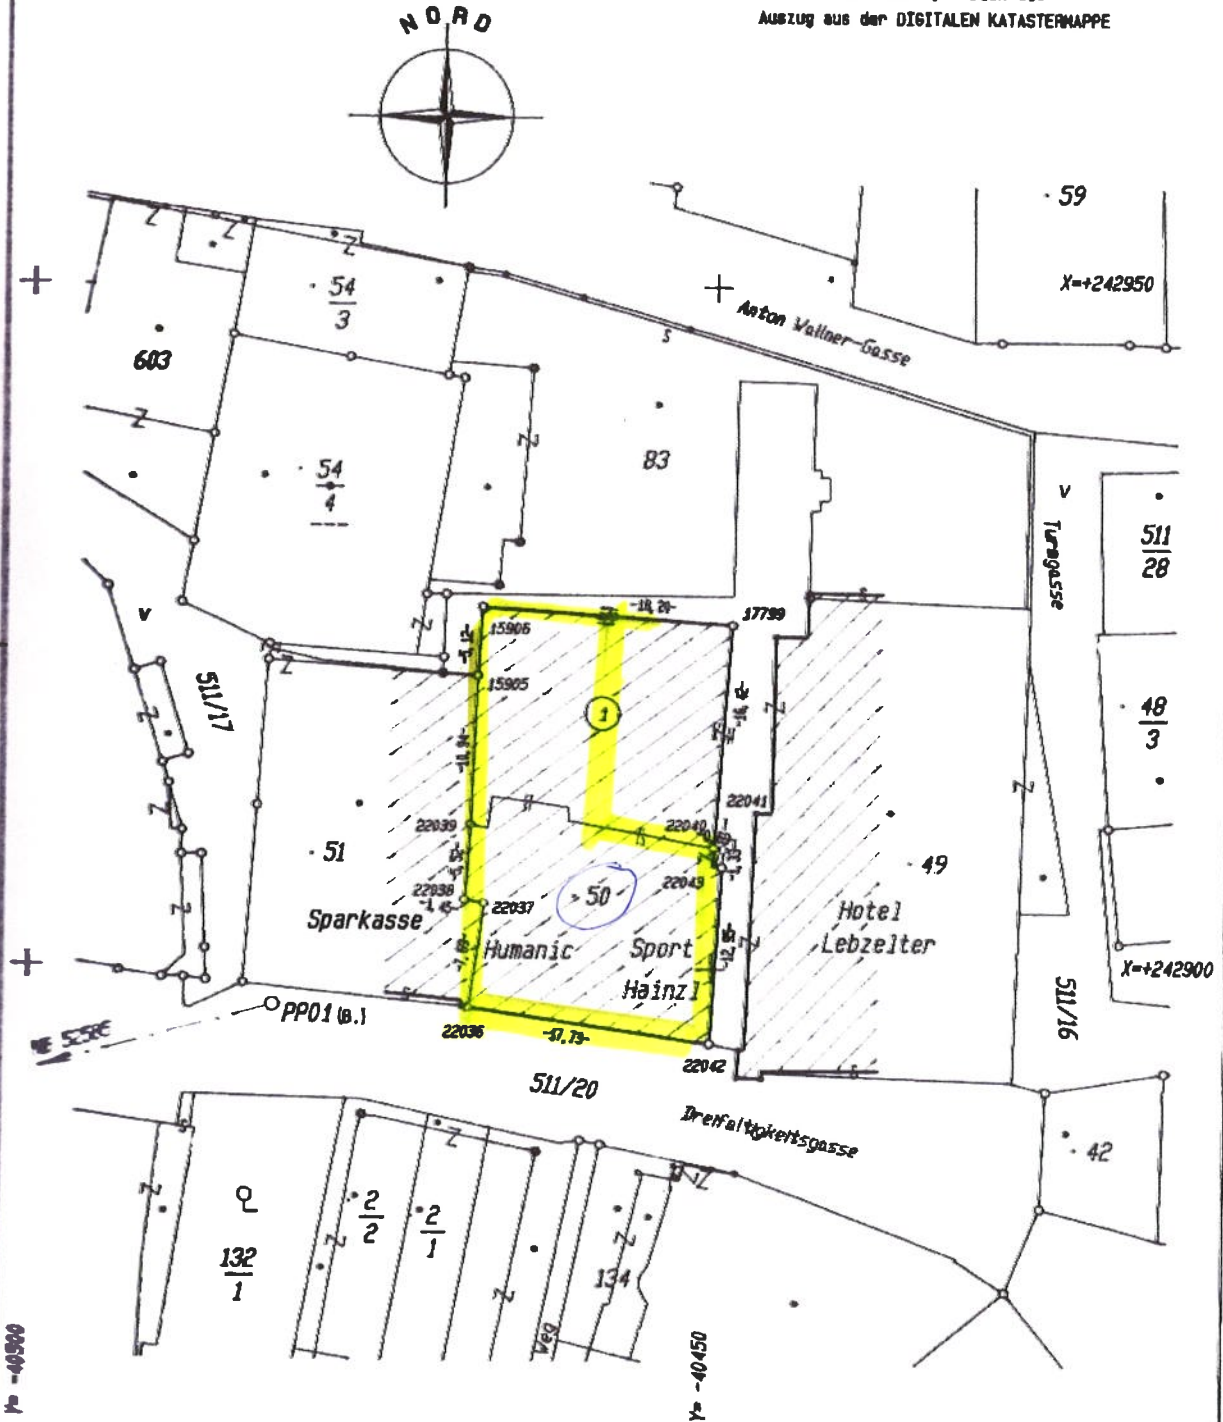 Auszug aus der DIGITALEN KATASTERMAPPE
NORD
59
X=+242950
54
3
Anton Wallner-Gasse
603
83
54
4
V
Turmgasse
511
28
V
-18,20-
17799
15906
15905
511/17
1
48
3
22041
22039
22040
51
49
22038
22043
50
22037
Sparkasse
Hotel
Lebzelter
Humanic
Sport
Hainzl
X=+242900
511/16
PP01 (B.)
22036
-17,79-
22042
511/20
Dreifaltigkeitsgasse
42
2
2
2
1
132
1
134
Weg
Y= -40500
Y= -40450